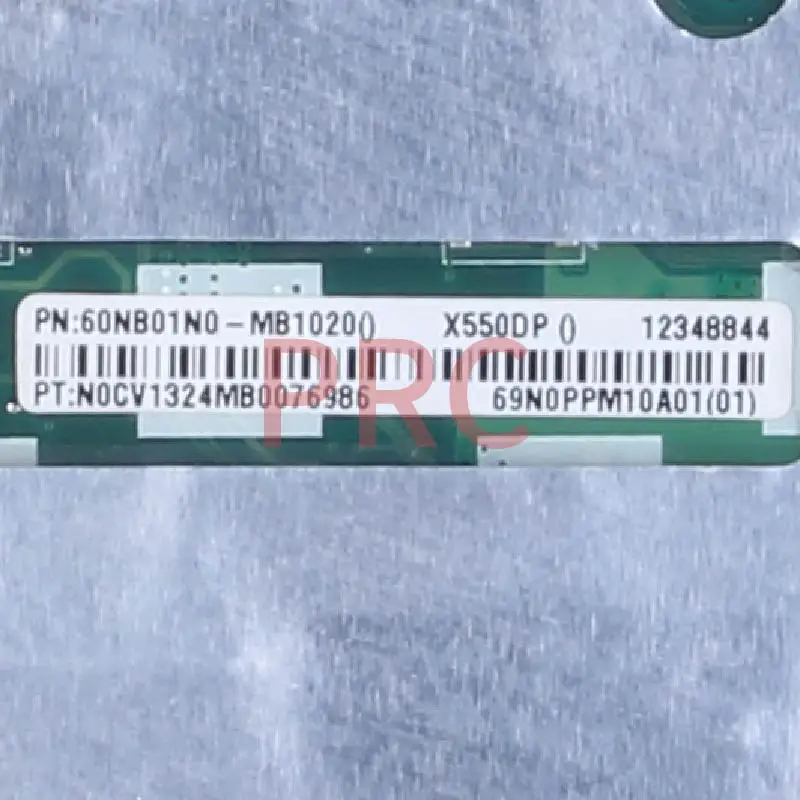 PN:60NB01N0-MB1020() X550DP () 12348844
PT:N0CV1324MB0076986 69N0PPM10A01(01)
PRC